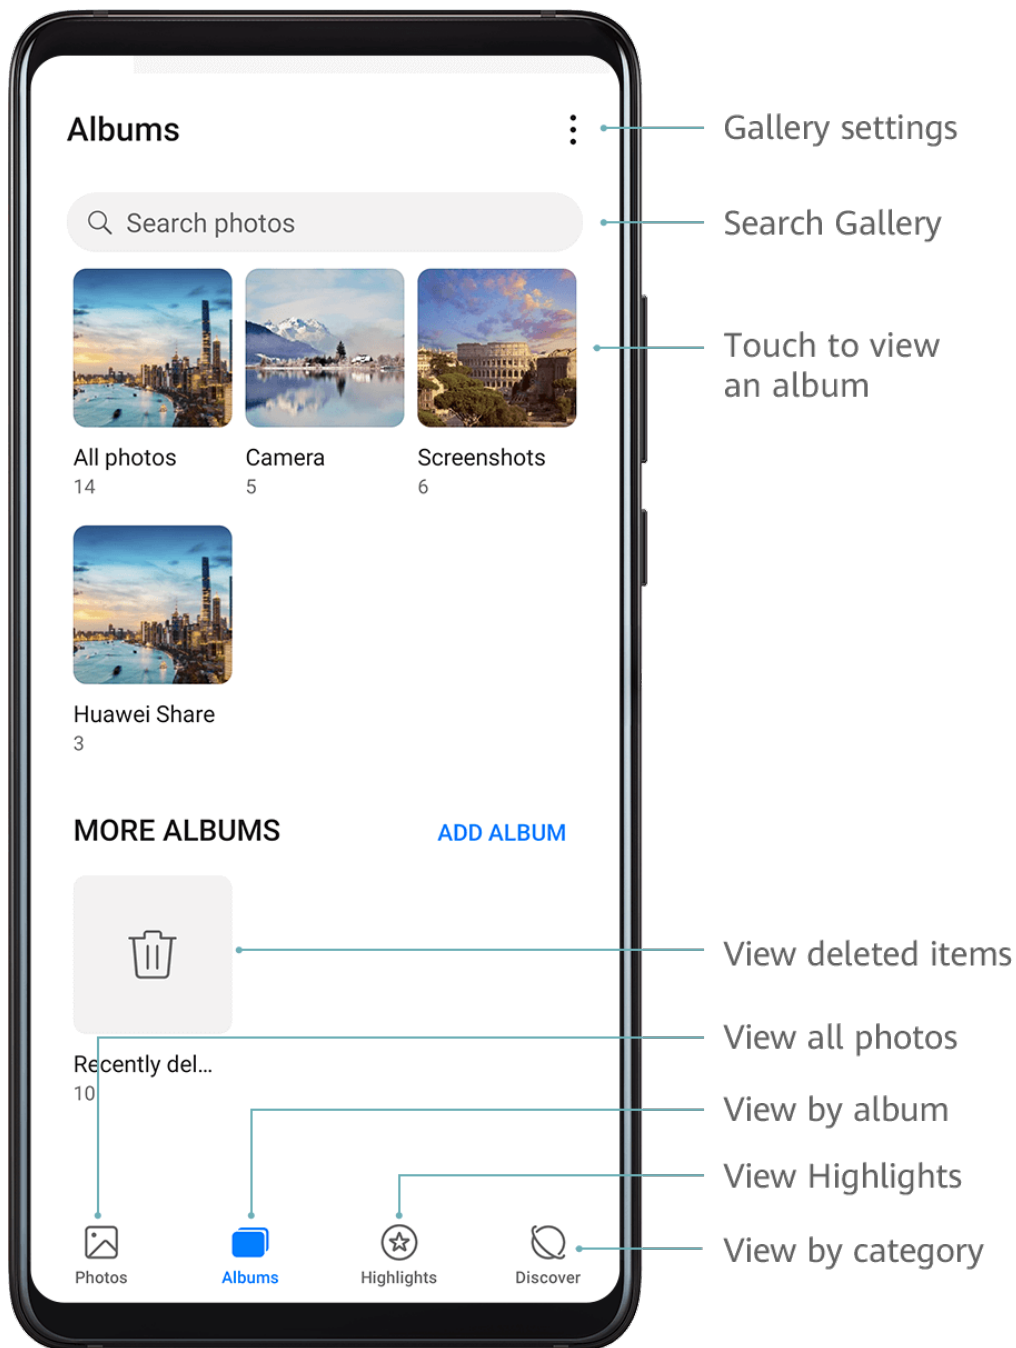 Albums
Gallery settings
Search photos
Search Gallery
Touch to view
an album
All photos
Camera
Screenshots
14
5
6
Huawei Share
3
MORE ALBUMS
ADD ALBUM
View deleted items
View all photos
Recently del...
10
View by album
View Highlights
View by category
Photos
Albums
Highlights
Discover